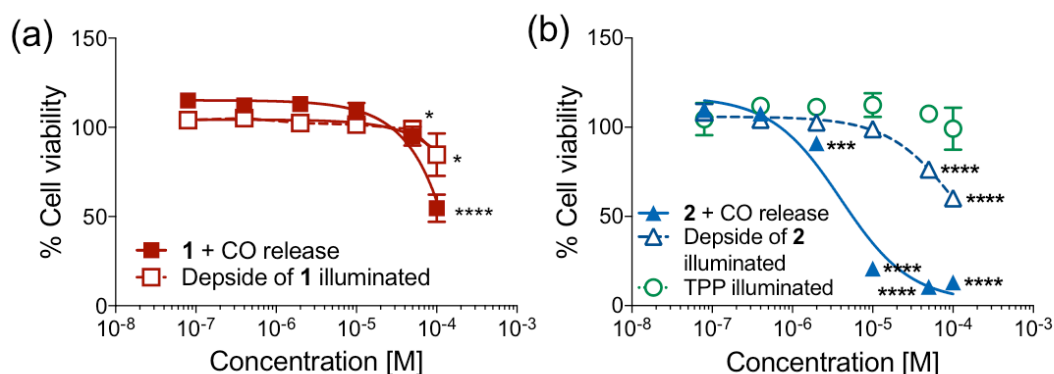 (a)
% Cell viability
150
100
50
0
*
*
****
1 + CO release
Depside of 1 illuminated
10-8
10-7
10-6
10-5
10-4
10-3
Concentration [M]
(b)
% Cell viability
150
100
50
0
***
****
****
****
****
****
2 + CO release
Depside of 2
illuminated
TPP illuminated
10-8
10-7
10-6
10-5
10-4
10-3
Concentration [M]